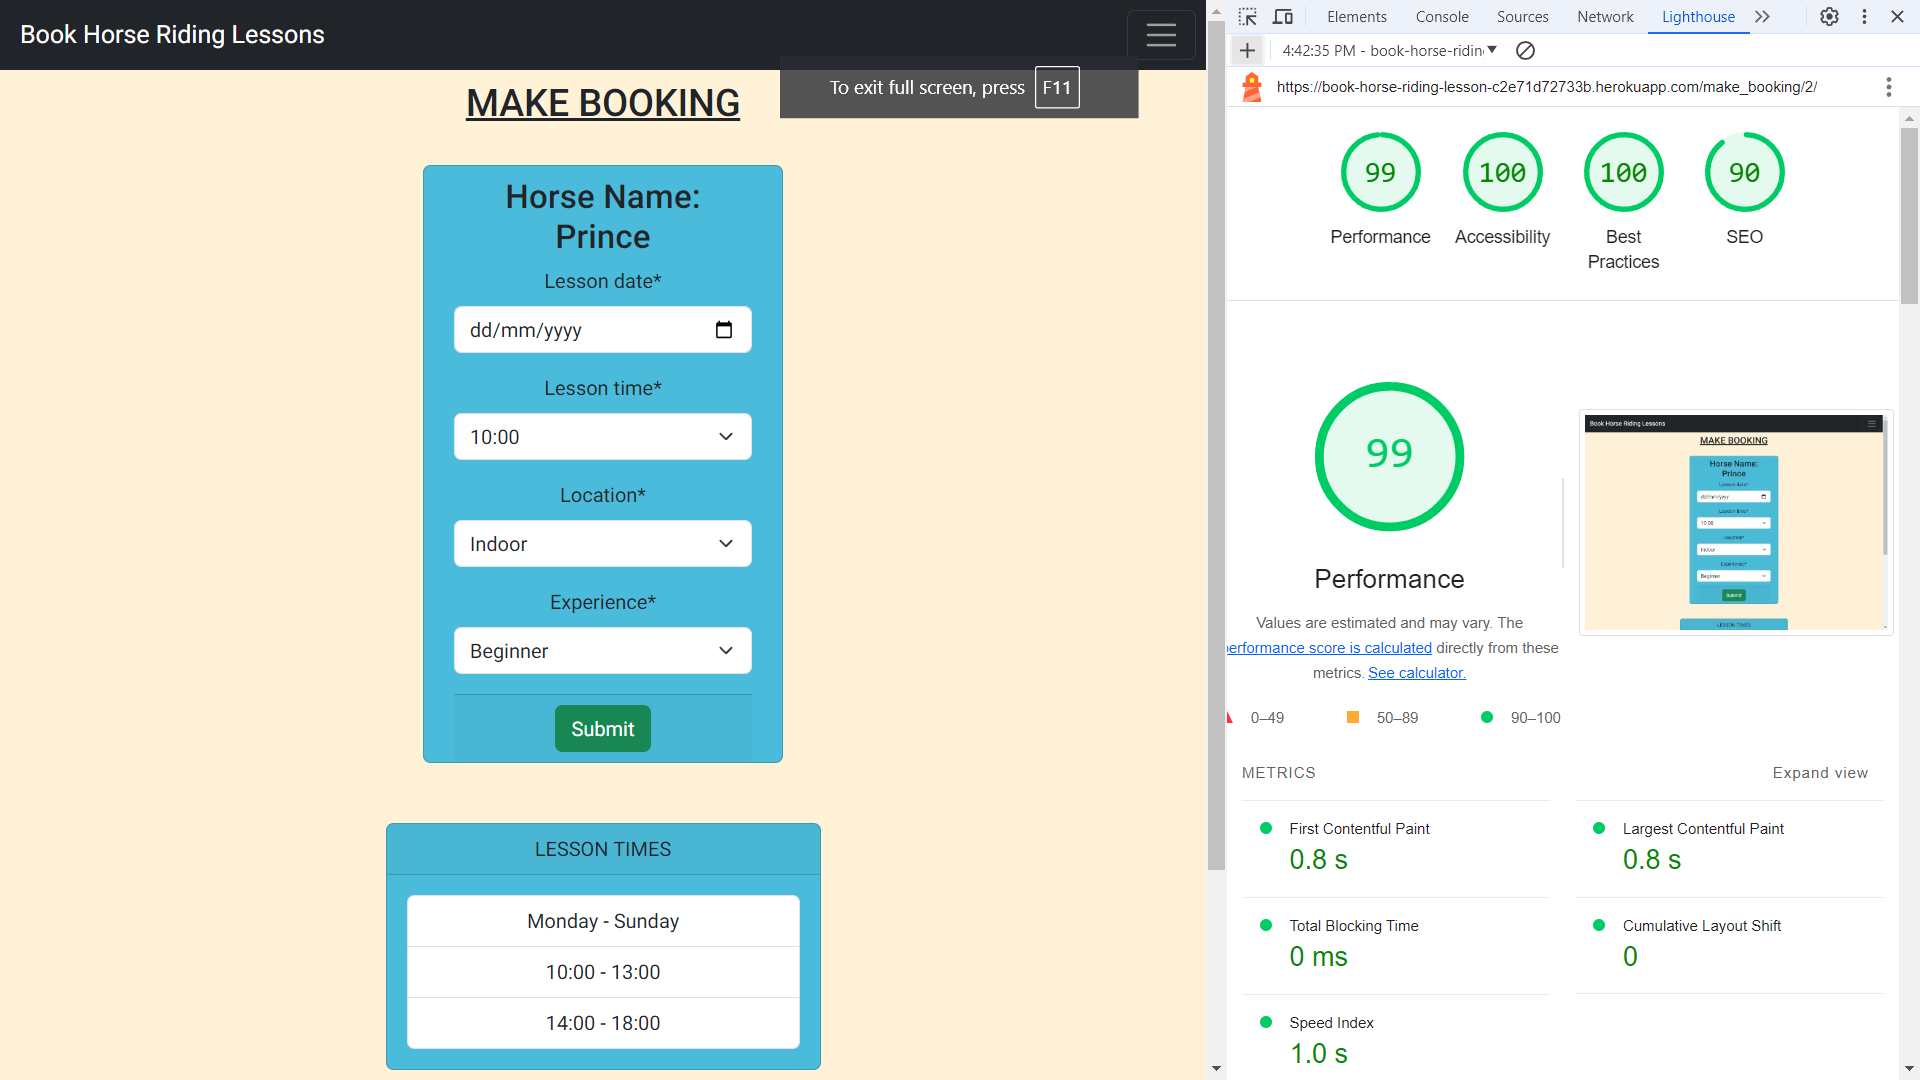 Book Horse Riding Lessons
To exit full screen, press F11
MAKE BOOKING
Horse Name:
Prince
Lesson date*
dd/mm/yyyy
Lesson time*
10:00
Location*
Indoor
Experience*
Beginner
Submit
LESSON TIMES
Monday - Sunday
10:00 - 13:00
14:00 - 18:00
Elements Console Sources Network Lighthouse
4:42:35 PM - book-horse-ridin
https://book-horse-riding-lesson-c2e71d72733b.herokuapp.com/make_booking/2/
99 100 100 90
Performance Accessibility Best Practices SEO
99
Performance
Values are estimated and may vary. The
erformance score is calculated directly from these
metrics. See calculator.
0–49 50–89 90–100
METRICS Expand view
First Contentful Paint
0.8 s
Largest Contentful Paint
0.8 s
Total Blocking Time
0 ms
Cumulative Layout Shift
0
Speed Index
1.0 s
Book Horse Riding Lessons
MAKE BOOKING
Horse Name:
Prince
Lesson date*
dd/mm/yyyy
Lesson time*
10:00
Location*
Indoor
Experience*
Beginner
Submit
LESSON TIMES